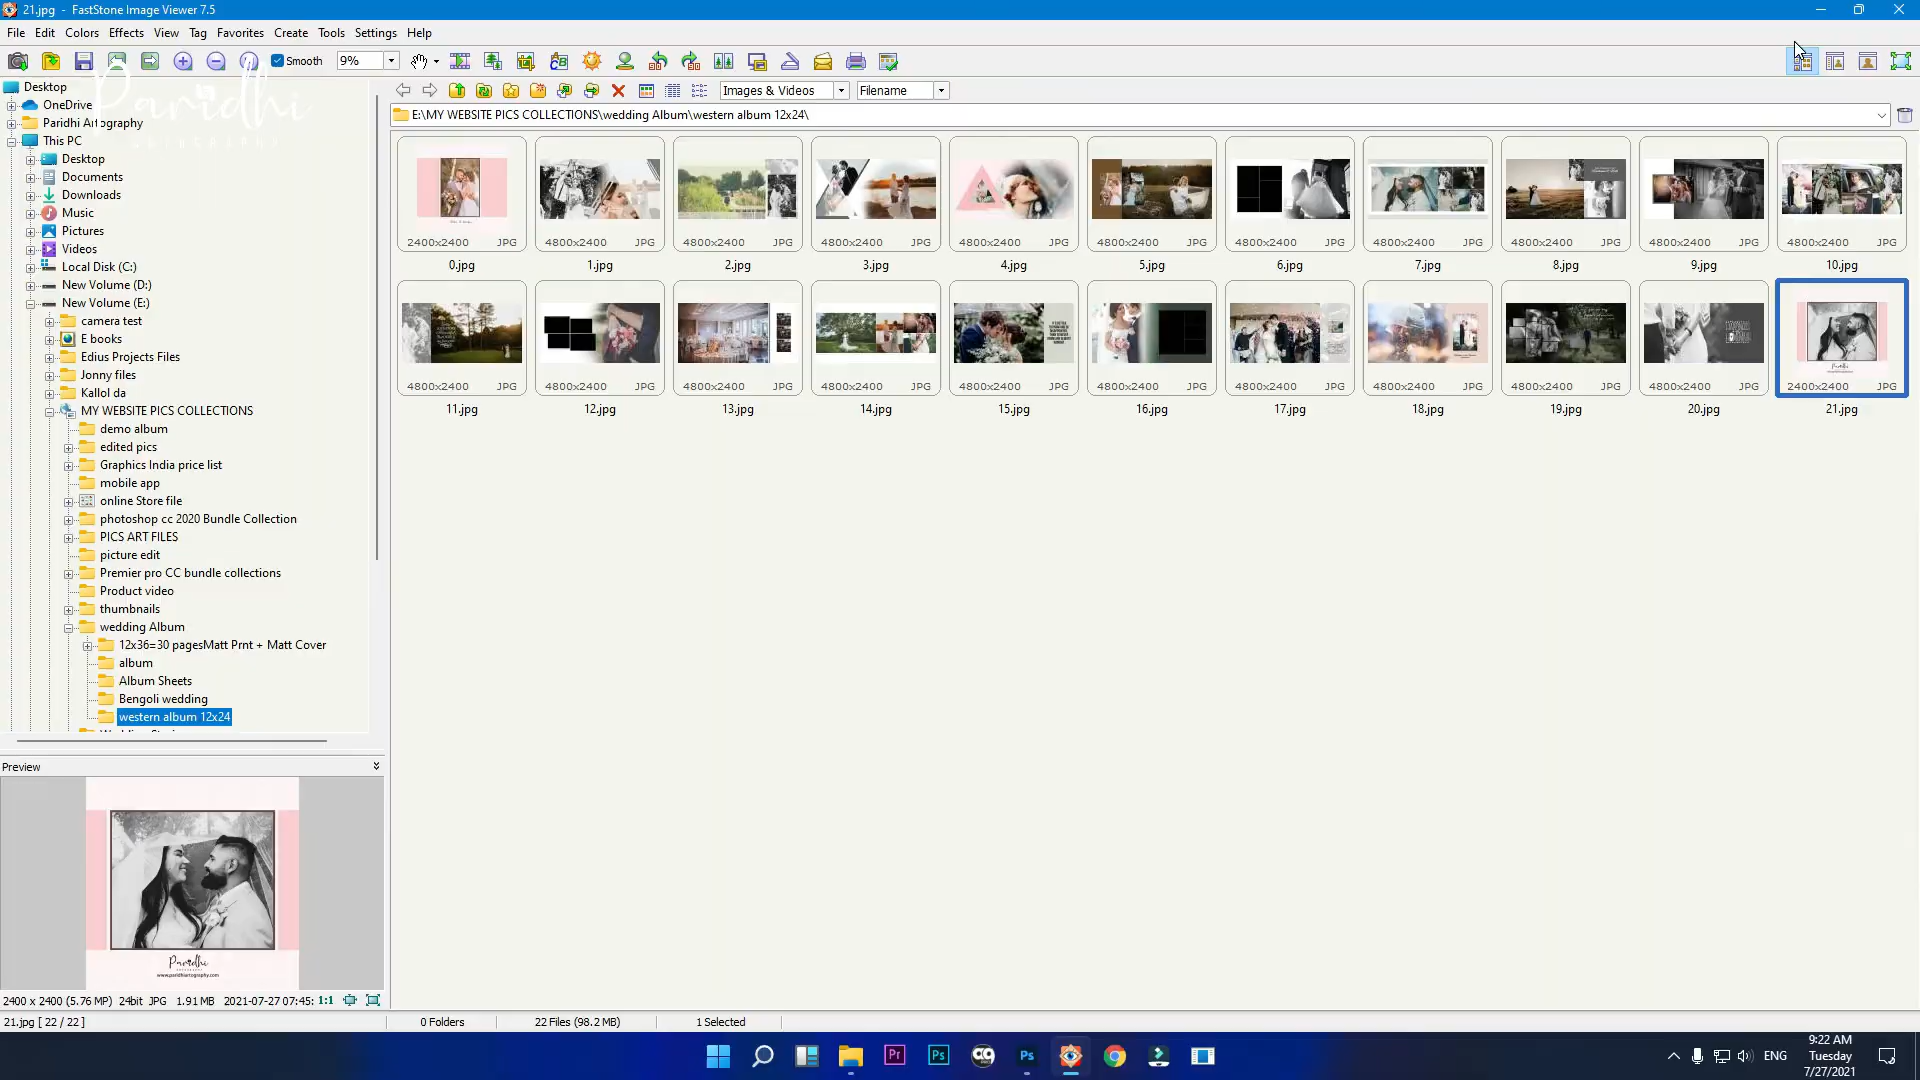 21.jpg - FastStone Image Viewer 7.5
File Edit Colors Effects View Tag Favorites Create Tools Settings Help
Smooth 9%
Paridhi
Desktop
OneDrive
Paridhi Artography
This PC
Desktop
Documents
Downloads
Music
Pictures
Videos
Local Disk (C:)
New Volume (D:)
New Volume (E:)
camera test
E books
Edius Projects Files
Jonny files
Kallol da
MY WEBSITE PICS COLLECTIONS
demo album
edited pics
Graphics India price list
mobile app
online Store file
photoshop cc 2020 Bundle Collection
PICS ART FILES
picture edit
Premier pro CC bundle collections
Product video
thumbnails
wedding Album
12x36=30 pagesMatt Prnt + Matt Cover
album
Album Sheets
Bengoli wedding
western album 12x24
Images & Videos Filename
E:\MY WEBSITE PICS COLLECTIONS\wedding Album\western album 12x24\
2400x2400 JPG 4800x2400 JPG 4800x2400 JPG 4800x2400 JPG 4800x2400 JPG 4800x2400 JPG 4800x2400 JPG 4800x2400 JPG 4800x2400 JPG 4800x2400 JPG 4800x2400 JPG
0.jpg 1.jpg 2.jpg 3.jpg 4.jpg 5.jpg 6.jpg 7.jpg 8.jpg 9.jpg 10.jpg
4800x2400 JPG 4800x2400 JPG 4800x2400 JPG 4800x2400 JPG 4800x2400 JPG 4800x2400 JPG 4800x2400 JPG 4800x2400 JPG 4800x2400 JPG 4800x2400 JPG 2400x2400 JPG
11.jpg 12.jpg 13.jpg 14.jpg 15.jpg 16.jpg 17.jpg 18.jpg 19.jpg 20.jpg 21.jpg
Preview
Paridhi
www.paridhiartography.com
2400 x 2400 (5.76 MP) 24bit JPG 1.91 MB 2021-07-27 07:45: 1:1
21.jpg [ 22 / 22 ] 0 Folders 22 Files (98.2 MB) 1 Selected
Pr Ps Ps
ENG
9:22 AM
Tuesday
7/27/2021